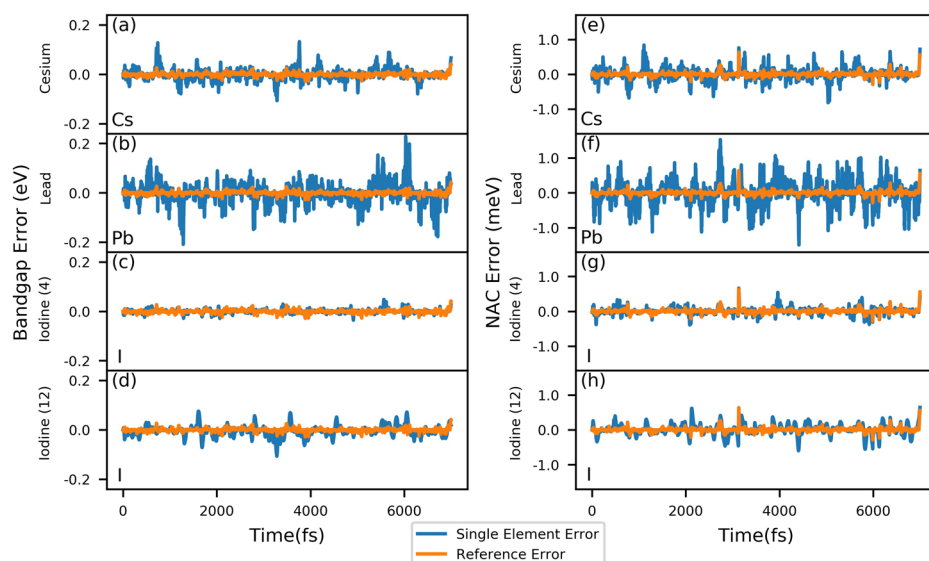 (a)
0.2
0.0
-0.2
Cesium
Cs
(b)
0.2
0.0
-0.2
Lead
Pb
(c)
0.2
0.0
-0.2
Iodine (4)
I
(d)
0.2
0.0
-0.2
Iodine (12)
I
Bandgap Error (eV)
0
2000
4000
6000
Time(fs)
(e)
1.0
0.0
-1.0
Cesium
Cs
(f)
1.0
0.0
-1.0
Lead
Pb
(g)
1.0
0.0
-1.0
Iodine (4)
I
(h)
1.0
0.0
-1.0
Iodine (12)
I
NAC Error (meV)
0
2000
4000
6000
Time(fs)
Single Element Error
Reference Error